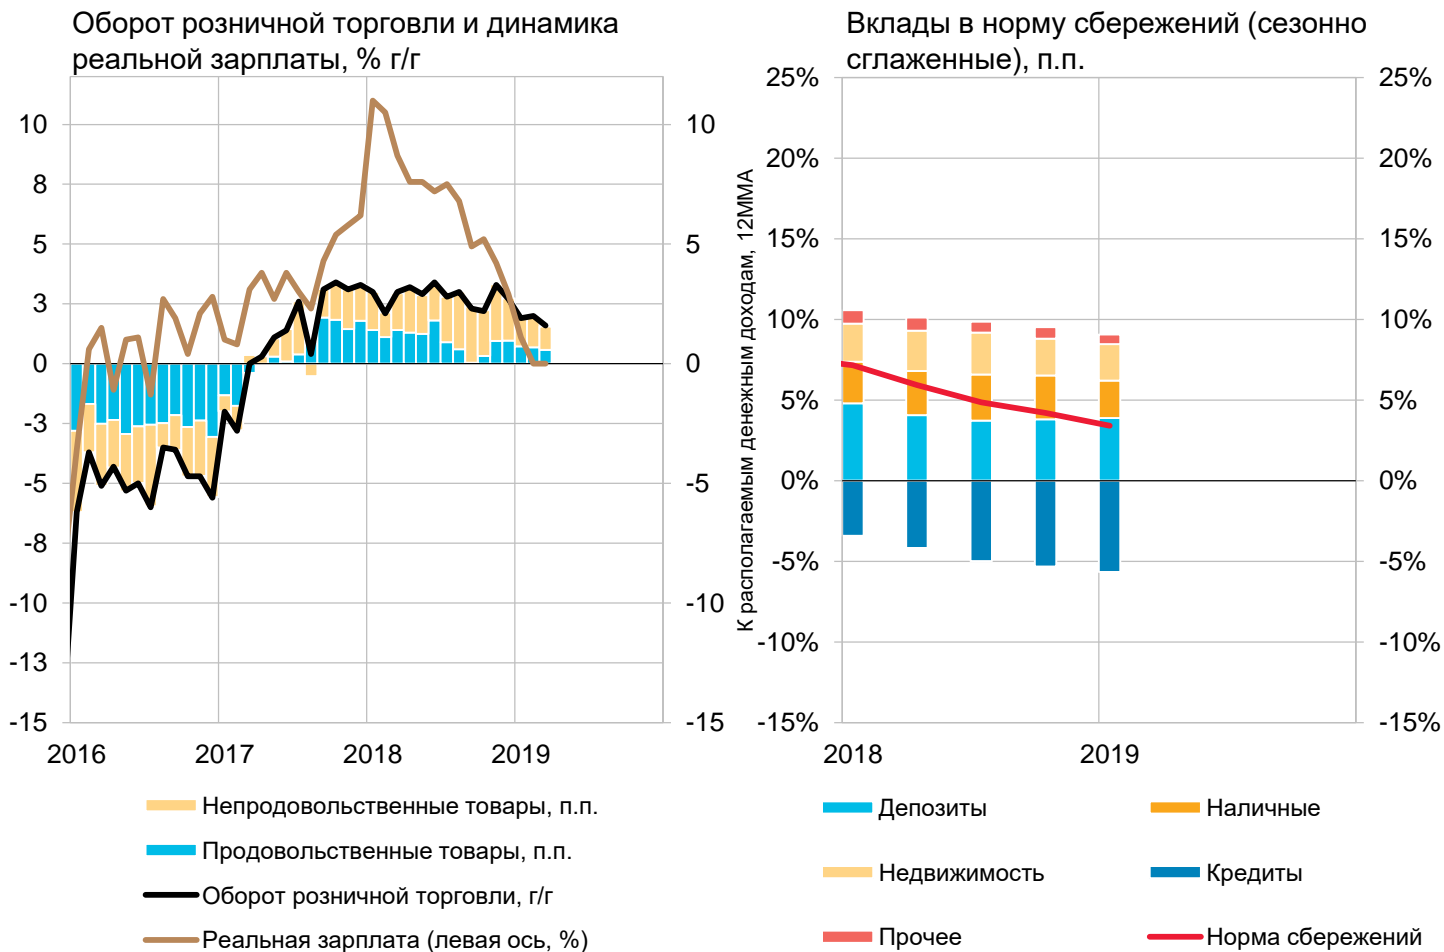 Оборот розничной торговли и динамика
реальной зарплаты, % г/г
10
8
5
3
0
-3
-5
-8
-10
-13
-15
10
5
0
-5
-10
-15
2016
2017
2018
2019
Непродовольственные товары, п.п.
Продовольственные товары, п.п.
Оборот розничной торговли, г/г
Реальная зарплата (левая ось, %)
Вклады в норму сбережений (сезонно
сглаженные), п.п.
К располагаемым денежным доходам, 12ММА
25%
20%
15%
10%
5%
0%
-5%
-10%
-15%
25%
20%
15%
10%
5%
0%
-5%
-10%
-15%
2018
2019
Депозиты
Наличные
Недвижимость
Кредиты
Прочее
Норма сбережений